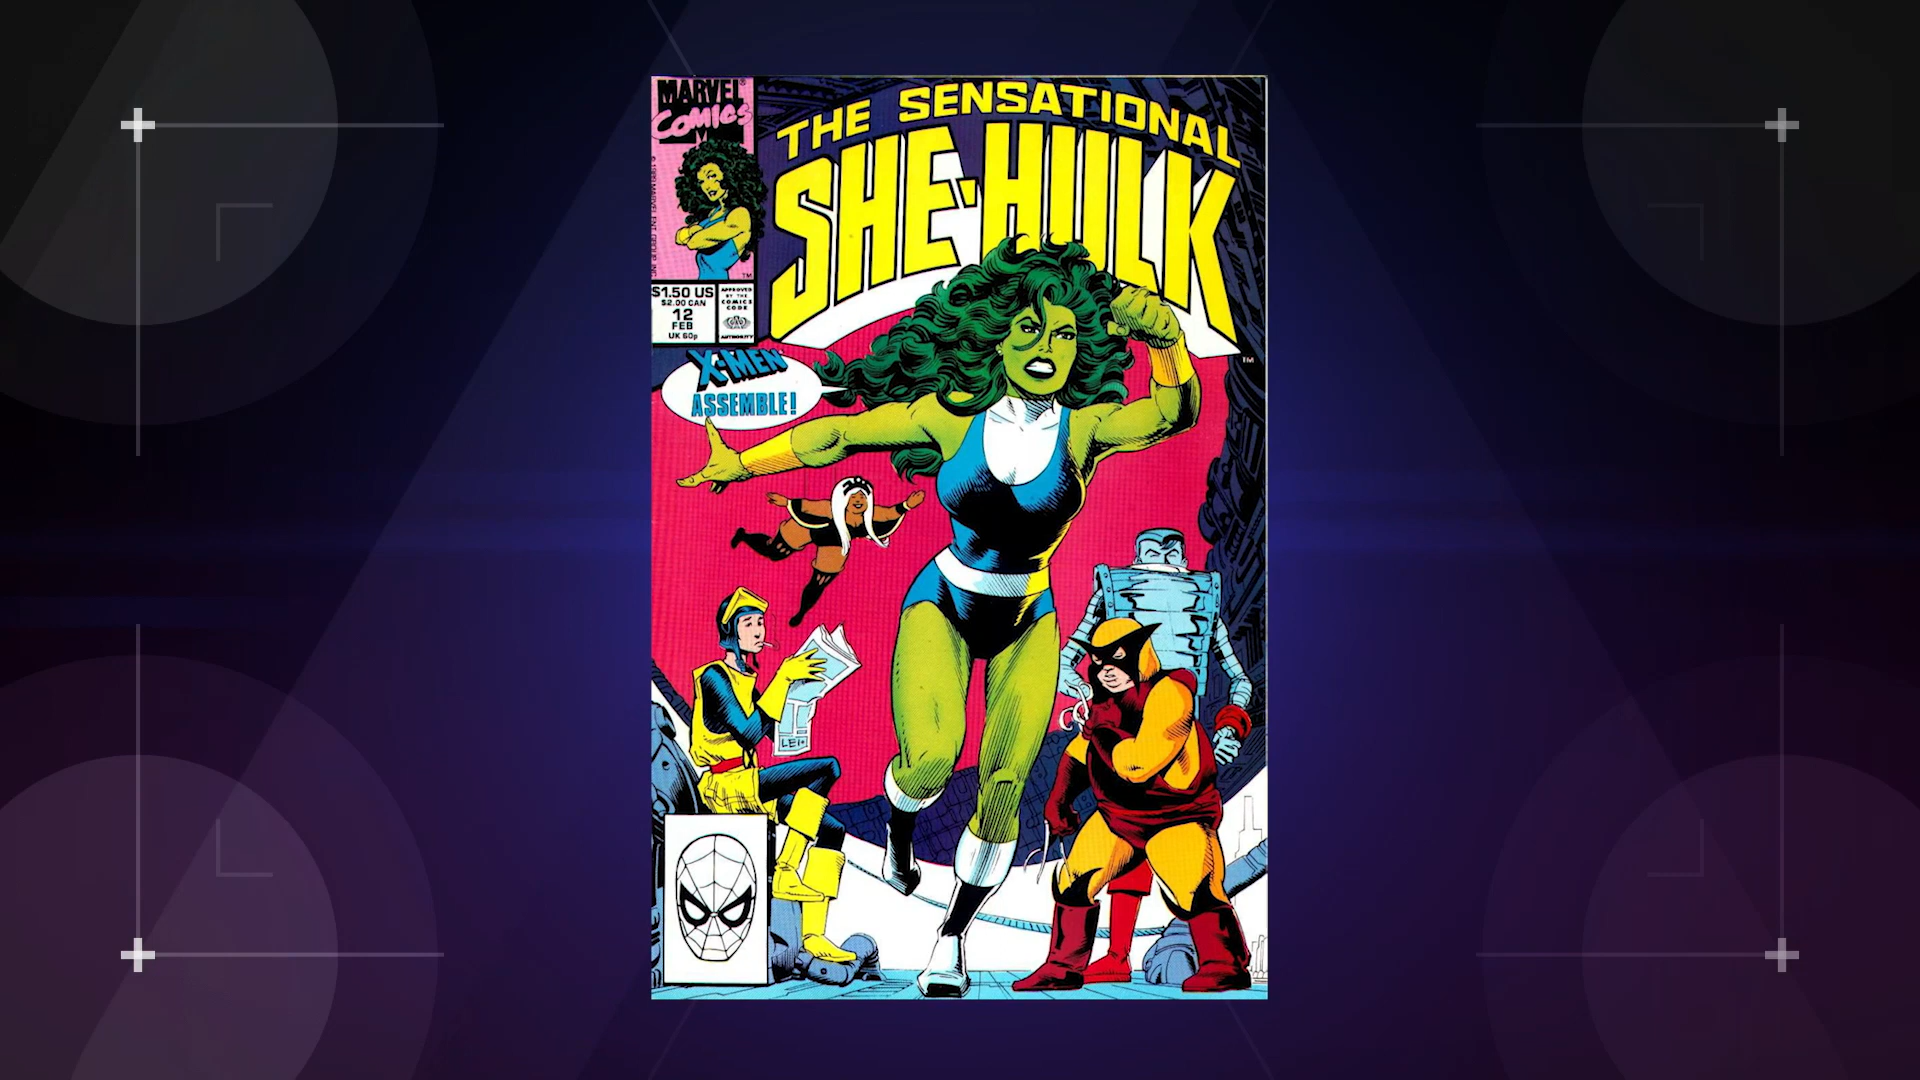 MARVEL
COMICS
THE SENSATIONAL
SHE-HULK
TM
$1.50 US
$2.00 CAN
12
FEB
UK 60p
APPROVED
BY THE
COMICS
CODE
AUTHORITY
TM
X-MEN
ASSEMBLE!